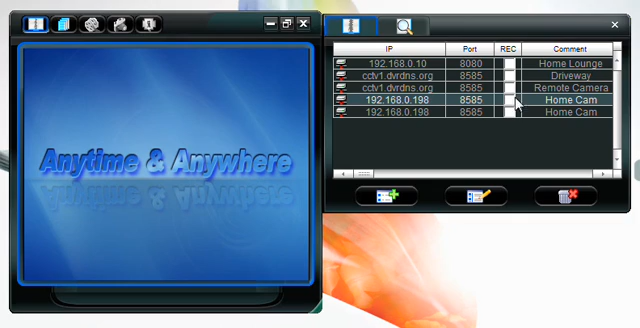 IP Port REC Comment
192.168.0.10 8080 Home Lounge
cctv1.dvrdns.org 8585 Driveway
cctv1.dvrdns.org 8585 Remote Camera
192.168.0.198 8585 Home Cam
192.168.0.198 8585 Home Cam
Anytime & Anywhere